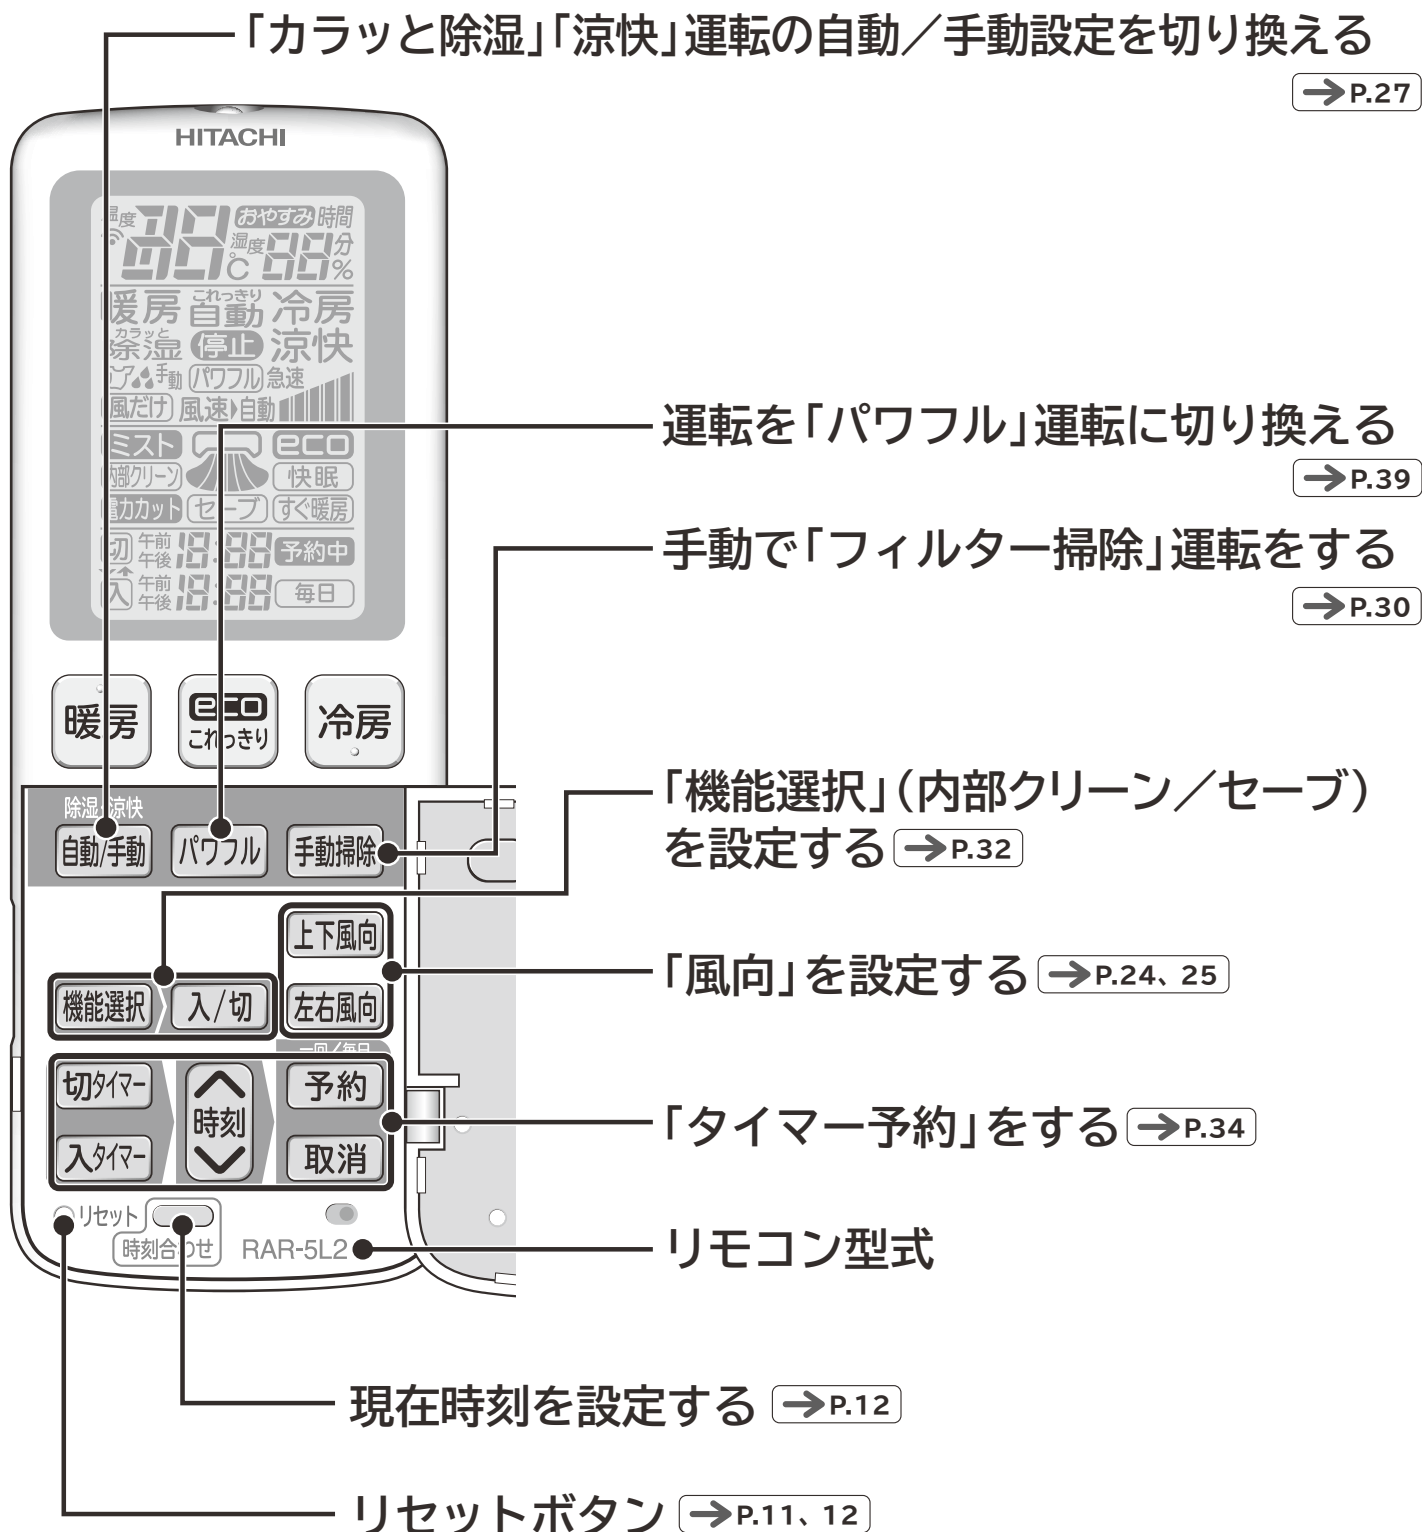 「カラッと除湿」「涼快」運転の自動／手動設定を切り換える
→P.27
HITACHI
温度 おやすみ 時間
湿度 分
℃ %
暖房 これっきり自動 冷房
カラッと除湿 停止 涼快
手動 パワフル 急速
風だけ 風速 自動
ミスト eco
内部クリーン 快眠
電力カット セーブ すぐ暖房
切 午前 午後 18:88 予約中
入 午前 午後 18:88 毎日
運転を「パワフル」運転に切り換える
→P.39
手動で「フィルター掃除」運転をする
→P.30
暖房 eco これっきり 冷房
除湿・涼快
自動/手動 パワフル 手動掃除
「機能選択」（内部クリーン／セーブ）
を設定する →P.32
上下風向
「風向」を設定する →P.24、25
機能選択 入/切 左右風向
一回/毎日
切タイマー 時刻 予約
入タイマー 取消
「タイマー予約」をする →P.34
リセット
時刻合わせ RAR-5L2
リモコン型式
現在時刻を設定する →P.12
リセットボタン →P.11、12